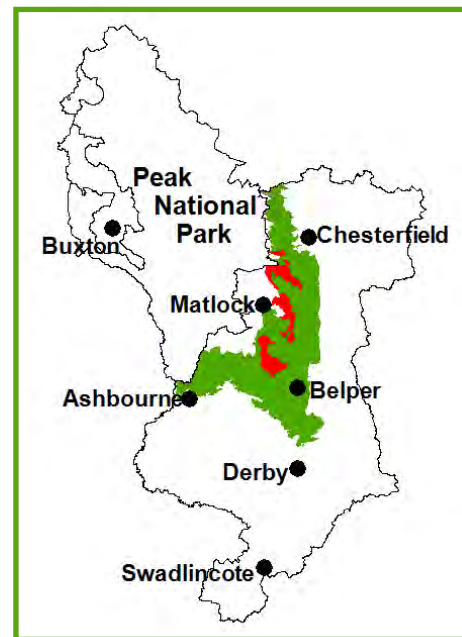 Peak
National
Park
Buxton
Chesterfield
Matlock
Ashbourne
Belper
Derby
Swadlincote